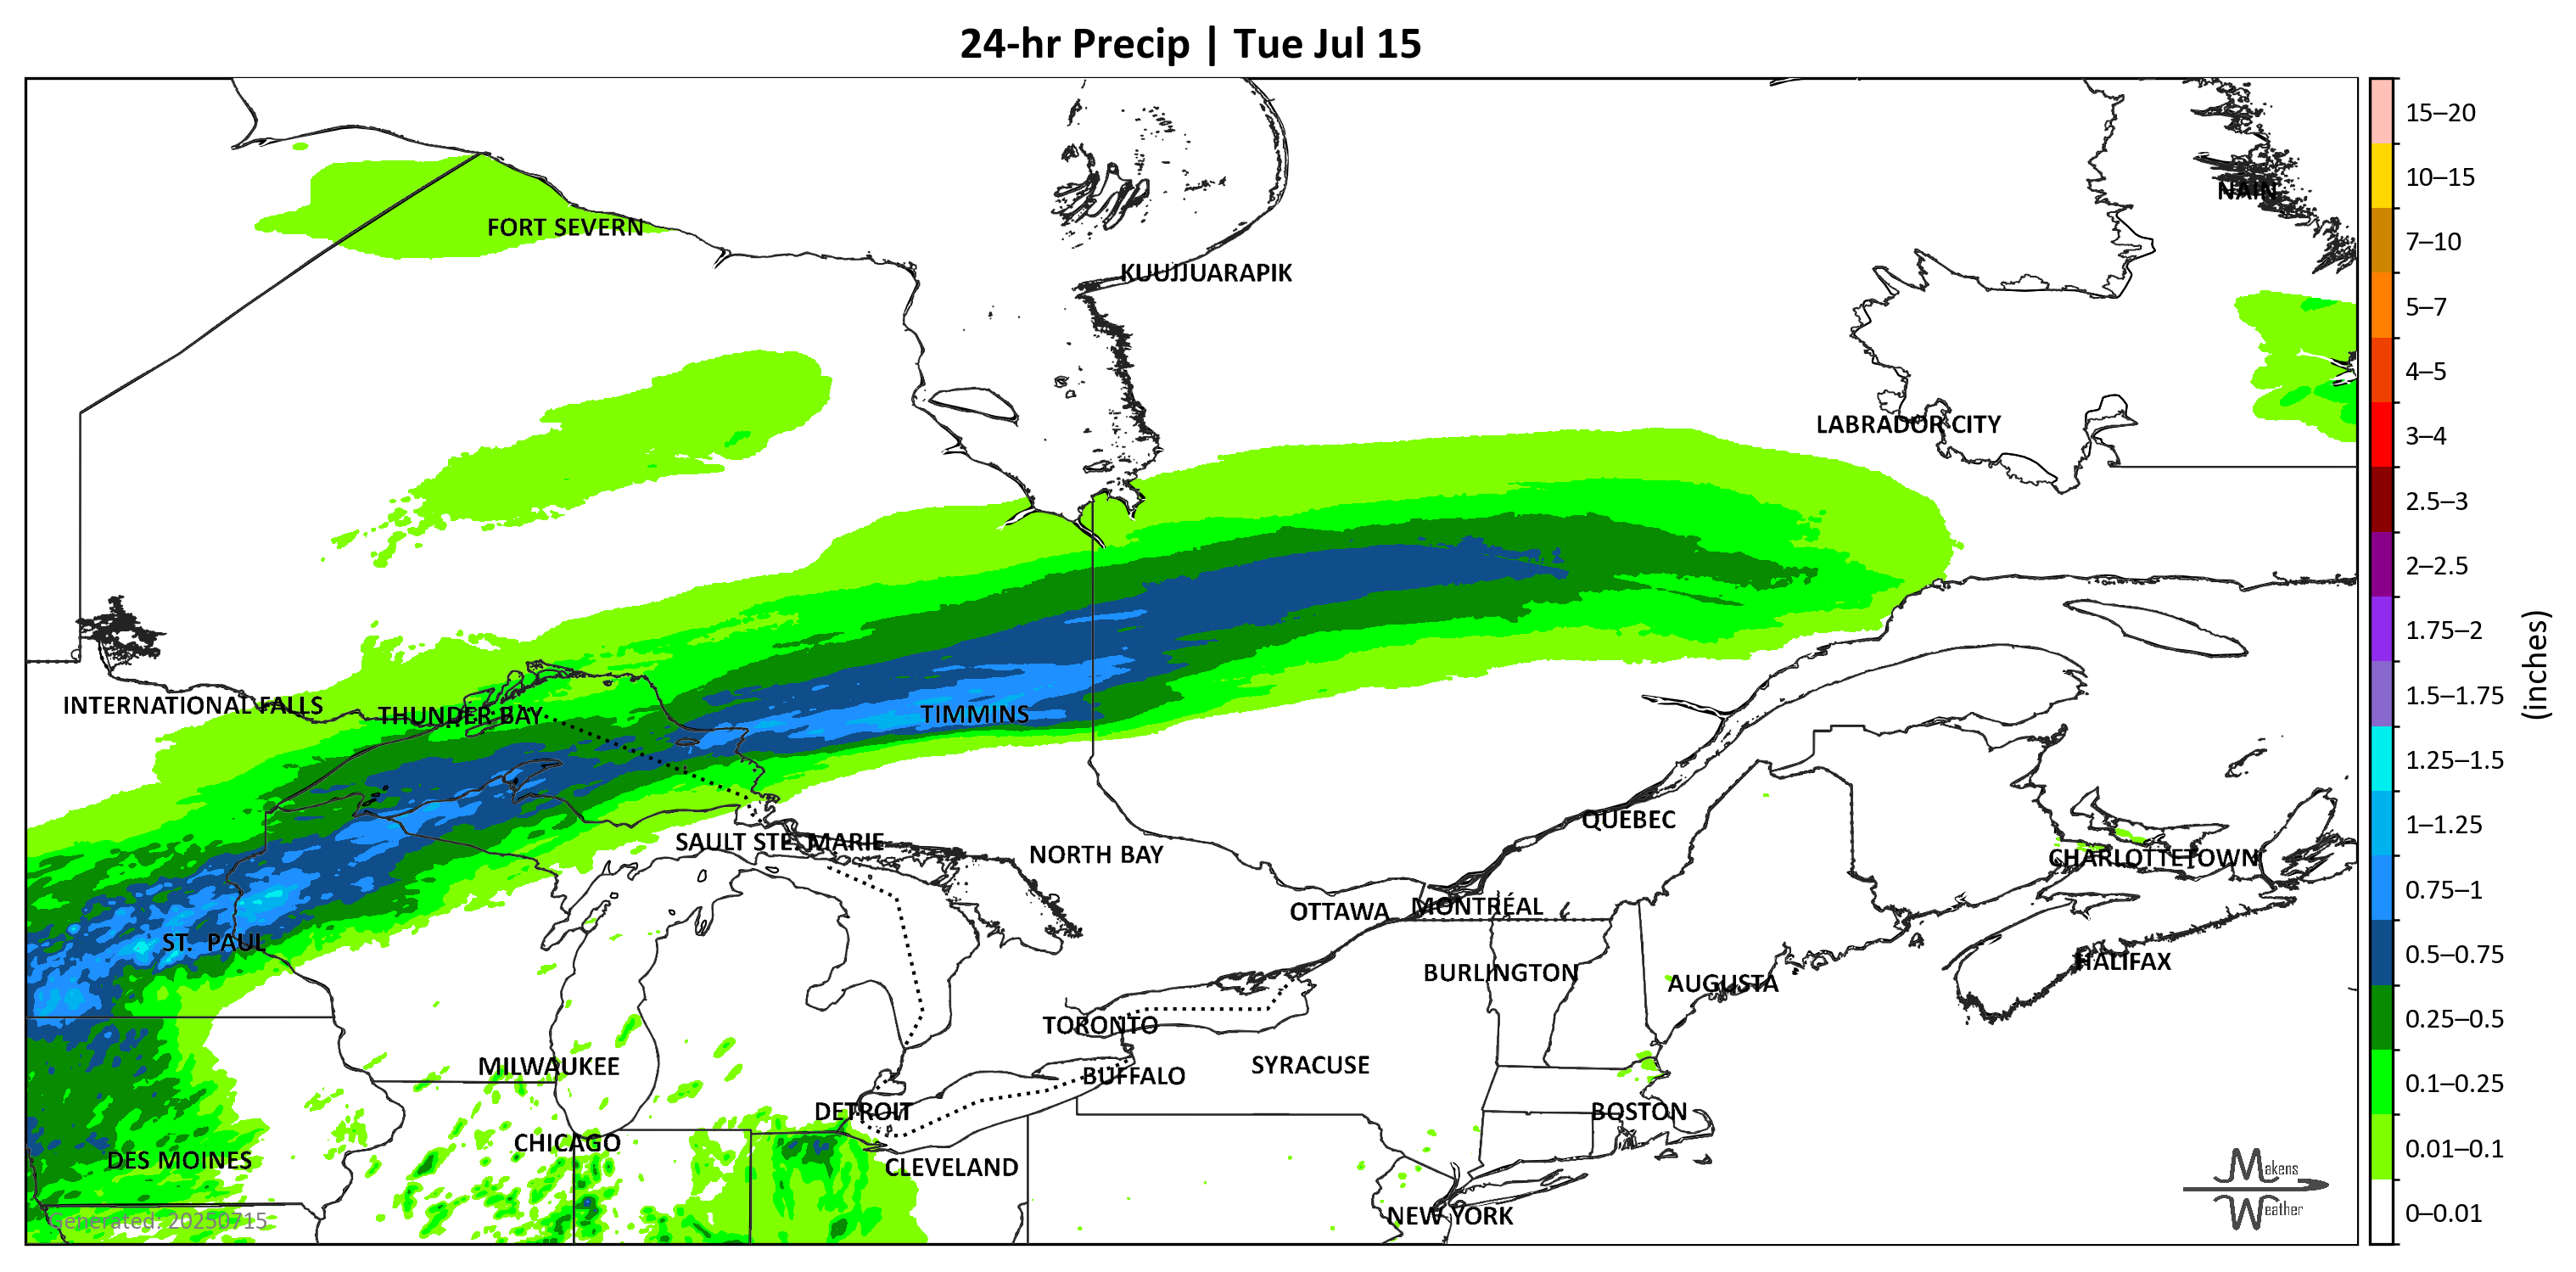 24-hr Precip | Tue Jul 15
15–20
10–15
NAIN
FORT SEVERN
7–10
KUUJJUARAPIK
5–7
4–5
LABRADOR CITY
3–4
2.5–3
2–2.5
1.75–2
(inches)
INTERNATIONAL FALLS
THUNDER BAY
TIMMINS
1.5–1.75
1.25–1.5
QUEBEC
1–1.25
SAULT STE. MARIE
NORTH BAY
CHARLOTTETOWN
0.75–1
OTTAWA
MONTRÉAL
ST. PAUL
BURLINGTON
HALIFAX
0.5–0.75
AUGUSTA
TORONTO
0.25–0.5
MILWAUKEE
SYRACUSE
BUFFALO
0.1–0.25
DETROIT
BOSTON
CHICAGO
DES MOINES
CLEVELAND
0.01–0.1
Makens
Weather
Generated: 20250715
NEW YORK
0–0.01